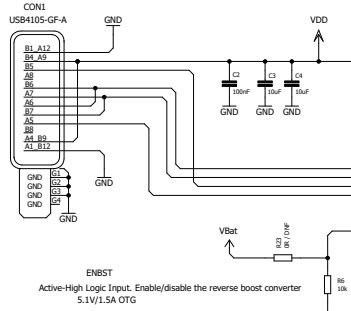 CON1
USB4105-GF-A
GND
VDD
B1_A12
B4_A9
B5
A8
B6
A7
A6
B7
A5
B8
A4_B9
A1_B12
C2
100nF
C3
10uF
C4
10uF
GND
GND
GND
GND
GND G1
GND G2
GND G3
GND G4
GND
VBat
R23
0R / DNF
R6
10k
ENBST
Active-High Logic Input. Enable/disable the reverse boost converter
5.1V/1.5A OTG